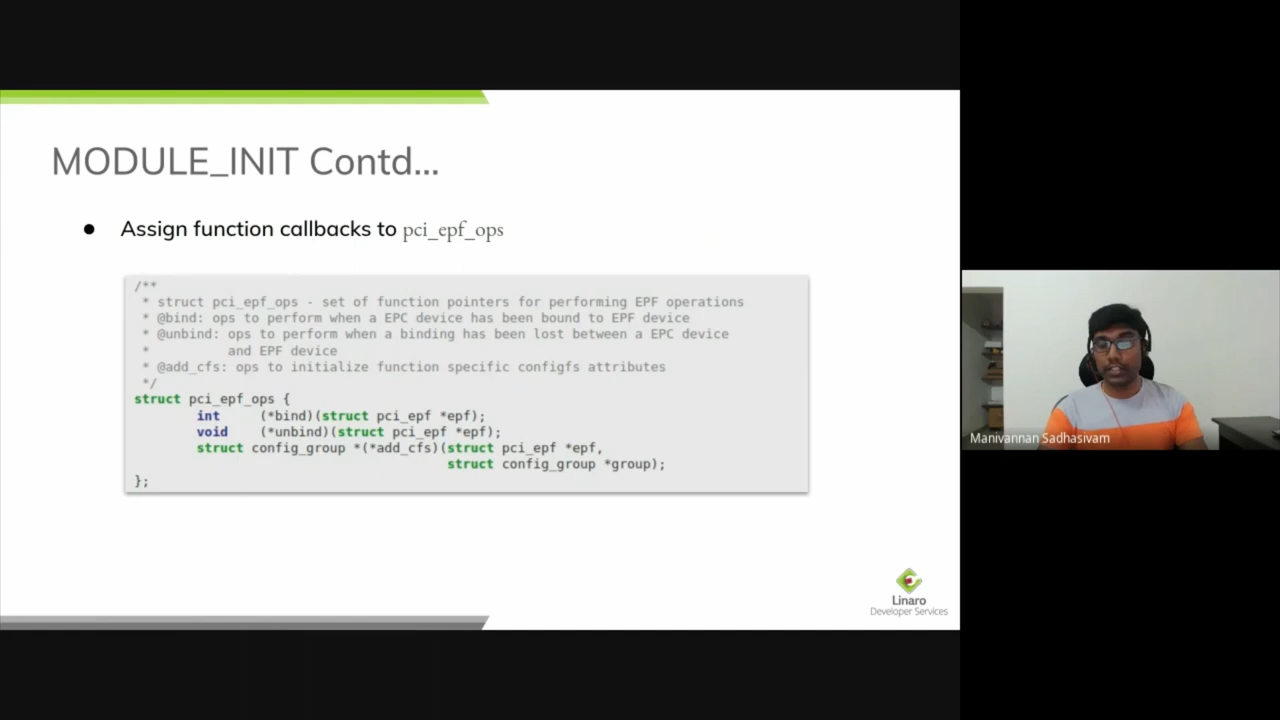 MODULE_INIT Contd...
● Assign function callbacks to pci_epf_ops
/**
 * struct pci_epf_ops - set of function pointers for performing EPF operations
 * @bind: ops to perform when a EPC device has been bound to EPF device
 * @unbind: ops to perform when a binding has been lost between a EPC device
 *          and EPF device
 * @add_cfs: ops to initialize function specific configfs attributes
 */
struct pci_epf_ops {
        int     (*bind)(struct pci_epf *epf);
        void    (*unbind)(struct pci_epf *epf);
        struct config_group *(*add_cfs)(struct pci_epf *epf,
                                        struct config_group *group);
};
Manivannan Sadhasivam
Linaro
Developer Services